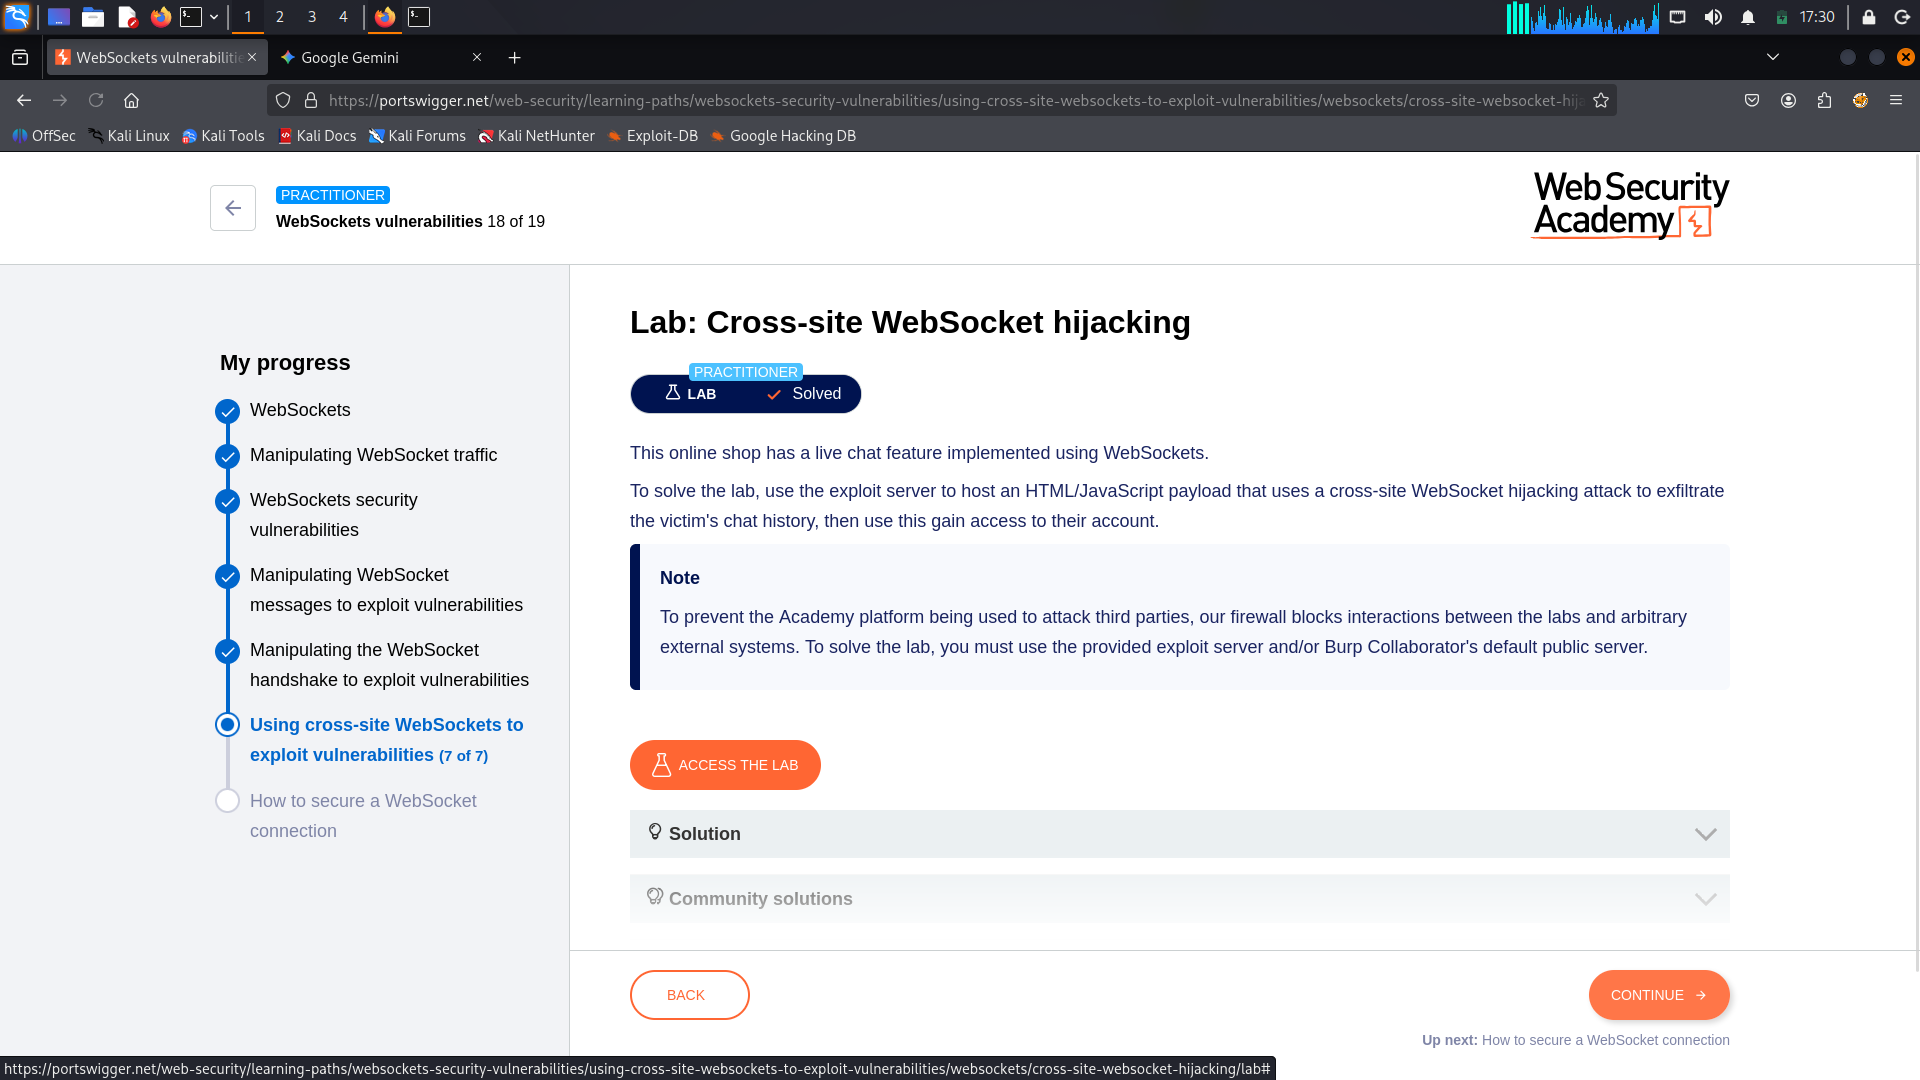 1 2 3 4 17:30
WebSockets vulnerabilitie Google Gemini
https://portswigger.net/web-security/learning-paths/websockets-security-vulnerabilities/using-cross-site-websockets-to-exploit-vulnerabilities/websockets/cross-site-websocket-hija
OffSec Kali Linux Kali Tools Kali Docs Kali Forums Kali NetHunter Exploit-DB Google Hacking DB
PRACTITIONER
WebSockets vulnerabilities 18 of 19
WebSecurity
Academy
My progress
WebSockets
Manipulating WebSocket traffic
WebSockets security
vulnerabilities
Manipulating WebSocket
messages to exploit vulnerabilities
Manipulating the WebSocket
handshake to exploit vulnerabilities
Using cross-site WebSockets to
exploit vulnerabilities (7 of 7)
How to secure a WebSocket
connection
Lab: Cross-site WebSocket hijacking
PRACTITIONER
LAB Solved
This online shop has a live chat feature implemented using WebSockets.
To solve the lab, use the exploit server to host an HTML/JavaScript payload that uses a cross-site WebSocket hijacking attack to exfiltrate
the victim's chat history, then use this gain access to their account.
Note
To prevent the Academy platform being used to attack third parties, our firewall blocks interactions between the labs and arbitrary
external systems. To solve the lab, you must use the provided exploit server and/or Burp Collaborator's default public server.
ACCESS THE LAB
Solution
Community solutions
BACK
CONTINUE
Up next: How to secure a WebSocket connection
https://portswigger.net/web-security/learning-paths/websockets-security-vulnerabilities/using-cross-site-websockets-to-exploit-vulnerabilities/websockets/cross-site-websocket-hijacking/lab#